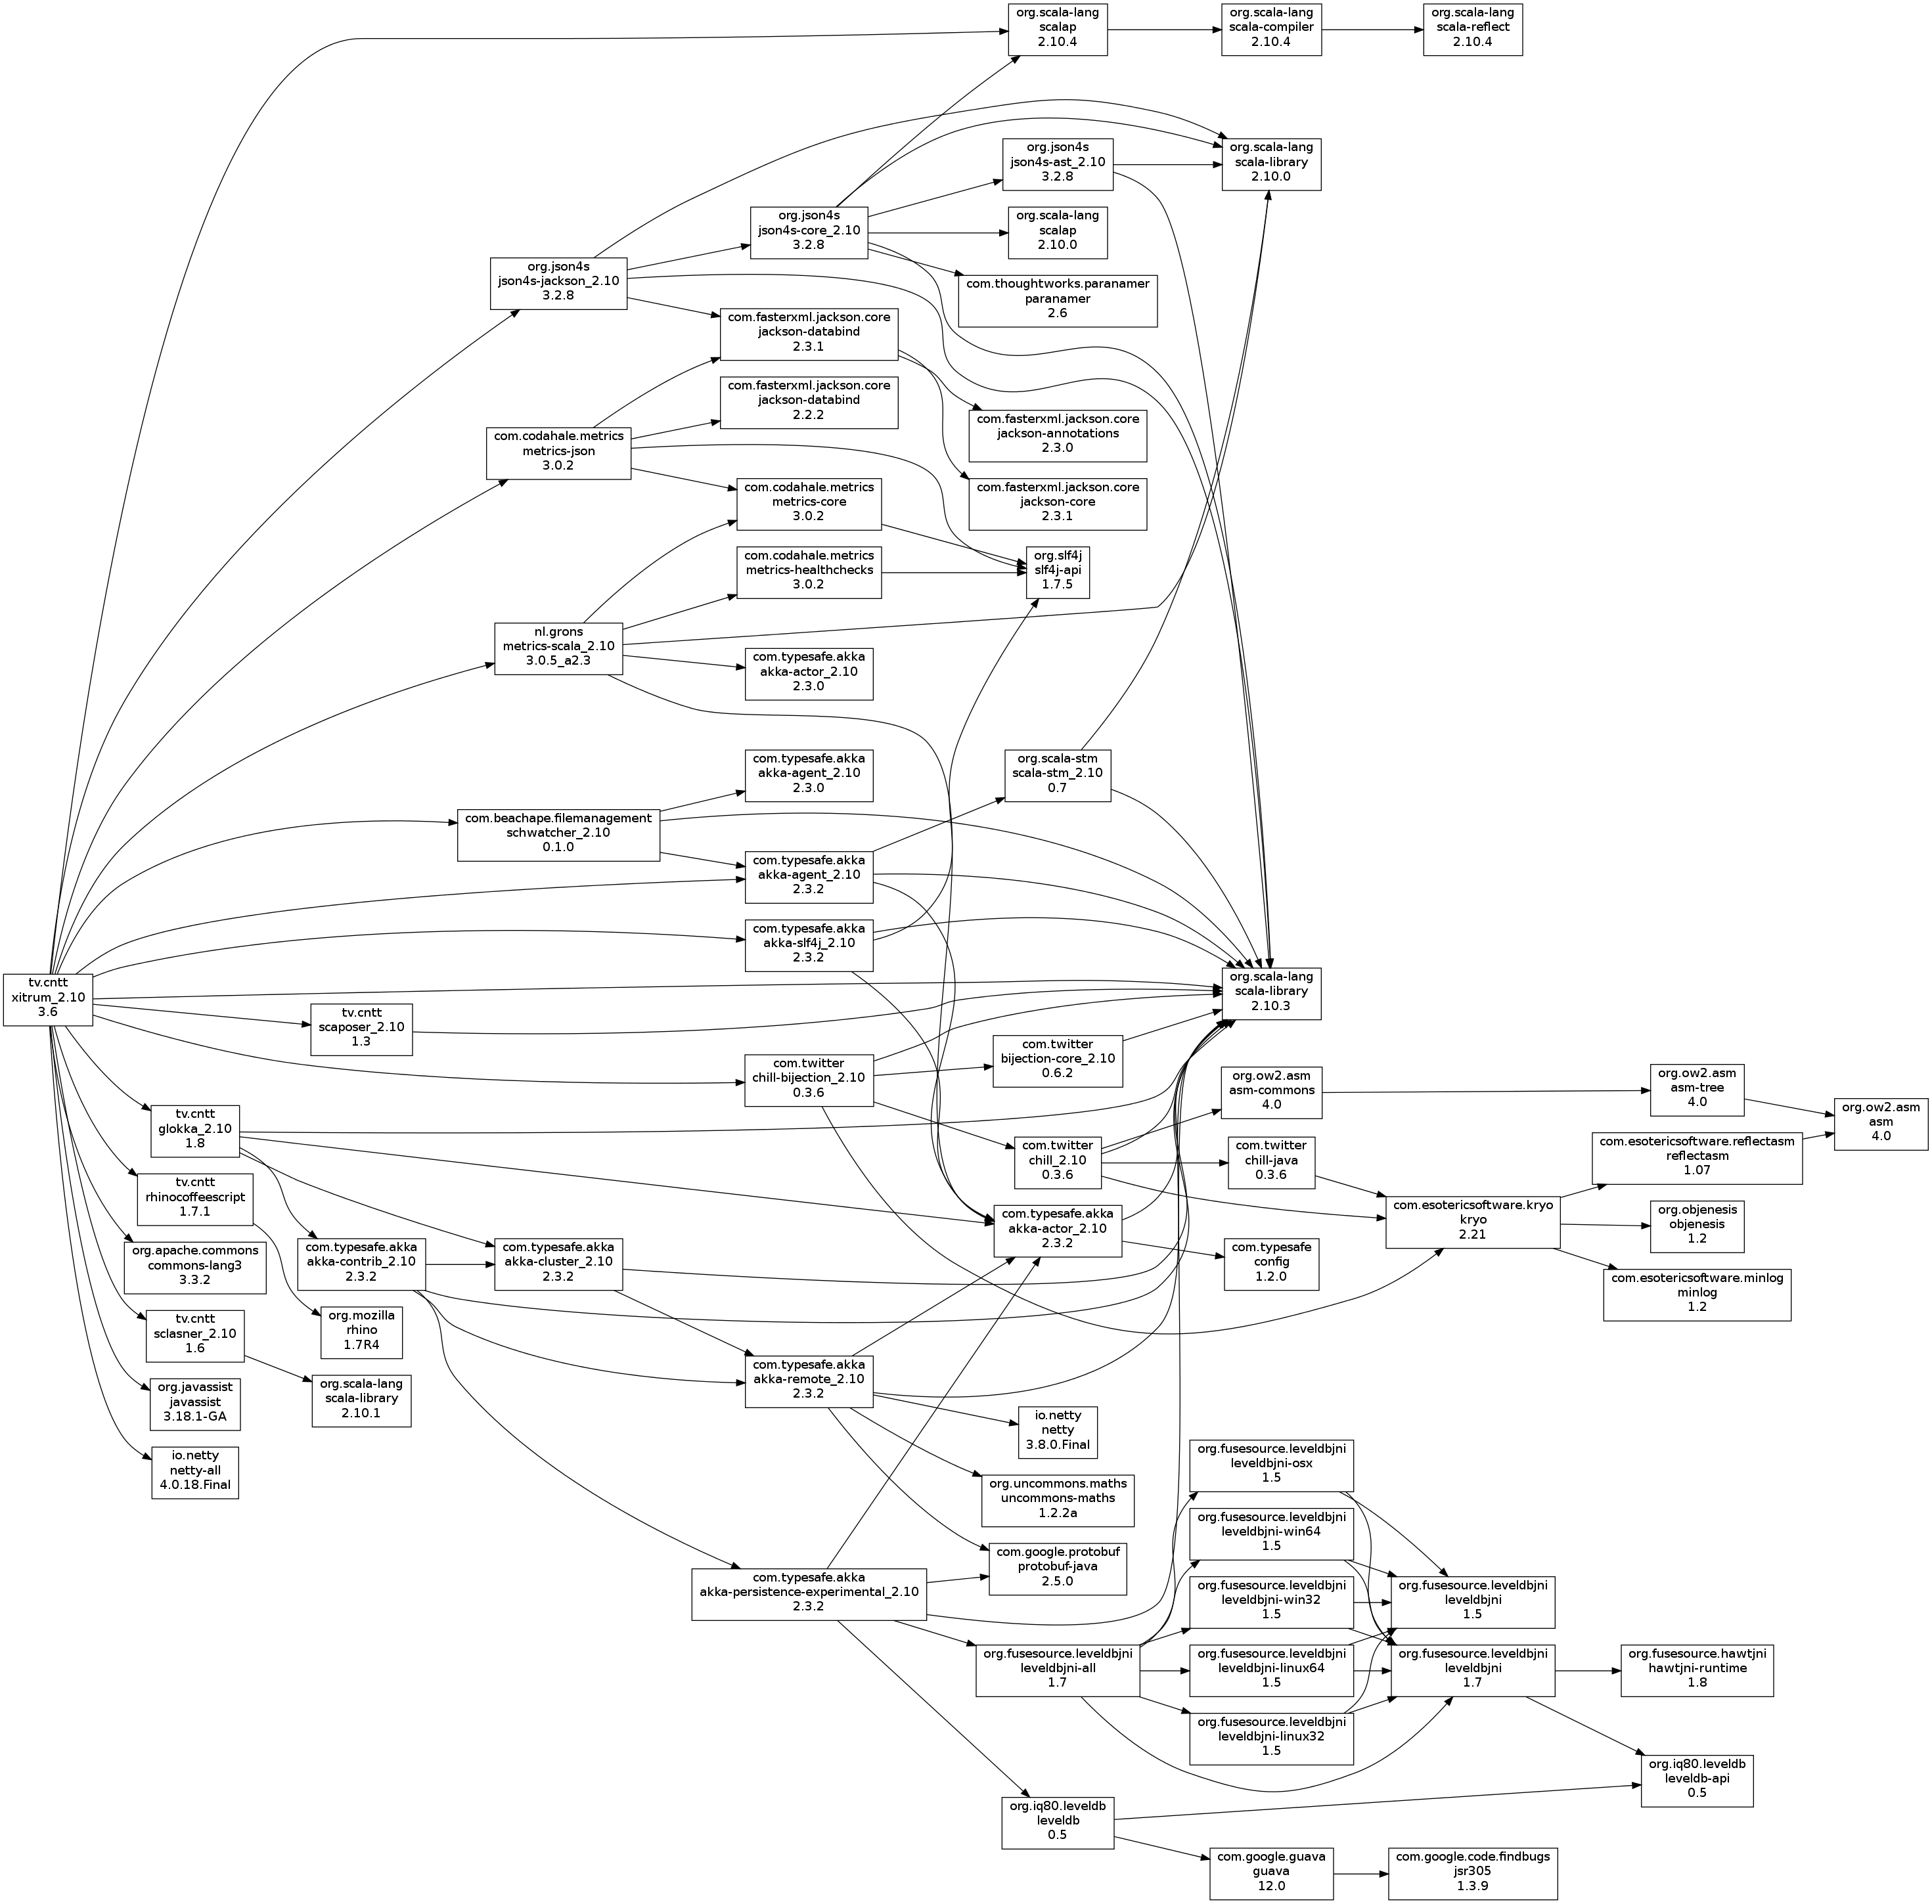 org.scala-lang
scalap
2.10.4
org.scala-lang
scala-compiler
2.10.4
org.scala-lang
scala-reflect
2.10.4
org.json4s
json4s-ast_2.10
3.2.8
org.scala-lang
scala-library
2.10.0
org.json4s
json4s-core_2.10
3.2.8
org.scala-lang
scalap
2.10.0
org.json4s
json4s-jackson_2.10
3.2.8
com.thoughtworks.paranamer
paranamer
2.6
com.fasterxml.jackson.core
jackson-databind
2.3.1
com.fasterxml.jackson.core
jackson-databind
2.2.2
com.fasterxml.jackson.core
jackson-annotations
2.3.0
com.codahale.metrics
metrics-json
3.0.2
com.codahale.metrics
metrics-core
3.0.2
com.fasterxml.jackson.core
jackson-core
2.3.1
com.codahale.metrics
metrics-healthchecks
3.0.2
org.slf4j
slf4j-api
1.7.5
nl.grons
metrics-scala_2.10
3.0.5_a2.3
com.typesafe.akka
akka-actor_2.10
2.3.0
com.typesafe.akka
akka-agent_2.10
2.3.0
org.scala-stm
scala-stm_2.10
0.7
com.beachape.filemanagement
schwatcher_2.10
0.1.0
com.typesafe.akka
akka-agent_2.10
2.3.2
com.typesafe.akka
akka-slf4j_2.10
2.3.2
tv.cntt
xitrum_2.10
3.6
org.scala-lang
scala-library
2.10.3
tv.cntt
scaposer_2.10
1.3
com.twitter
bijection-core_2.10
0.6.2
com.twitter
chill-bijection_2.10
0.3.6
org.ow2.asm
asm-commons
4.0
org.ow2.asm
asm-tree
4.0
org.ow2.asm
asm
4.0
tv.cntt
glokka_2.10
1.8
com.twitter
chill_2.10
0.3.6
com.twitter
chill-java
0.3.6
com.esotericsoftware.reflectasm
reflectasm
1.07
tv.cntt
rhinocoffeescript
1.7.1
com.typesafe.akka
akka-actor_2.10
2.3.2
com.esotericsoftware.kryo
kryo
2.21
org.objenesis
objenesis
1.2
org.apache.commons
commons-lang3
3.3.2
com.typesafe.akka
akka-contrib_2.10
2.3.2
com.typesafe.akka
akka-cluster_2.10
2.3.2
com.typesafe
config
1.2.0
com.esotericsoftware.minlog
minlog
1.2
tv.cntt
sclasner_2.10
1.6
org.mozilla
rhino
1.7R4
com.typesafe.akka
akka-remote_2.10
2.3.2
org.javassist
javassist
3.18.1-GA
org.scala-lang
scala-library
2.10.1
io.netty
netty
3.8.0.Final
io.netty
netty-all
4.0.18.Final
org.fusesource.leveldbjni
leveldbjni-osx
1.5
org.uncommons.maths
uncommons-maths
1.2.2a
org.fusesource.leveldbjni
leveldbjni-win64
1.5
com.google.protobuf
protobuf-java
2.5.0
com.typesafe.akka
akka-persistence-experimental_2.10
2.3.2
org.fusesource.leveldbjni
leveldbjni-win32
1.5
org.fusesource.leveldbjni
leveldbjni
1.5
org.fusesource.leveldbjni
leveldbjni-all
1.7
org.fusesource.leveldbjni
leveldbjni-linux64
1.5
org.fusesource.leveldbjni
leveldbjni
1.7
org.fusesource.hawtjni
hawtjni-runtime
1.8
org.fusesource.leveldbjni
leveldbjni-linux32
1.5
org.iq80.leveldb
leveldb-api
0.5
org.iq80.leveldb
leveldb
0.5
com.google.guava
guava
12.0
com.google.code.findbugs
jsr305
1.3.9